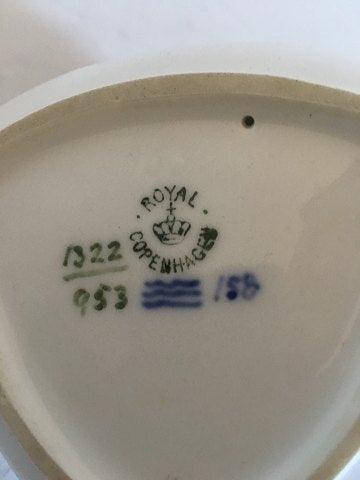 ROYAL
COPENHAGEN
1322
953 158